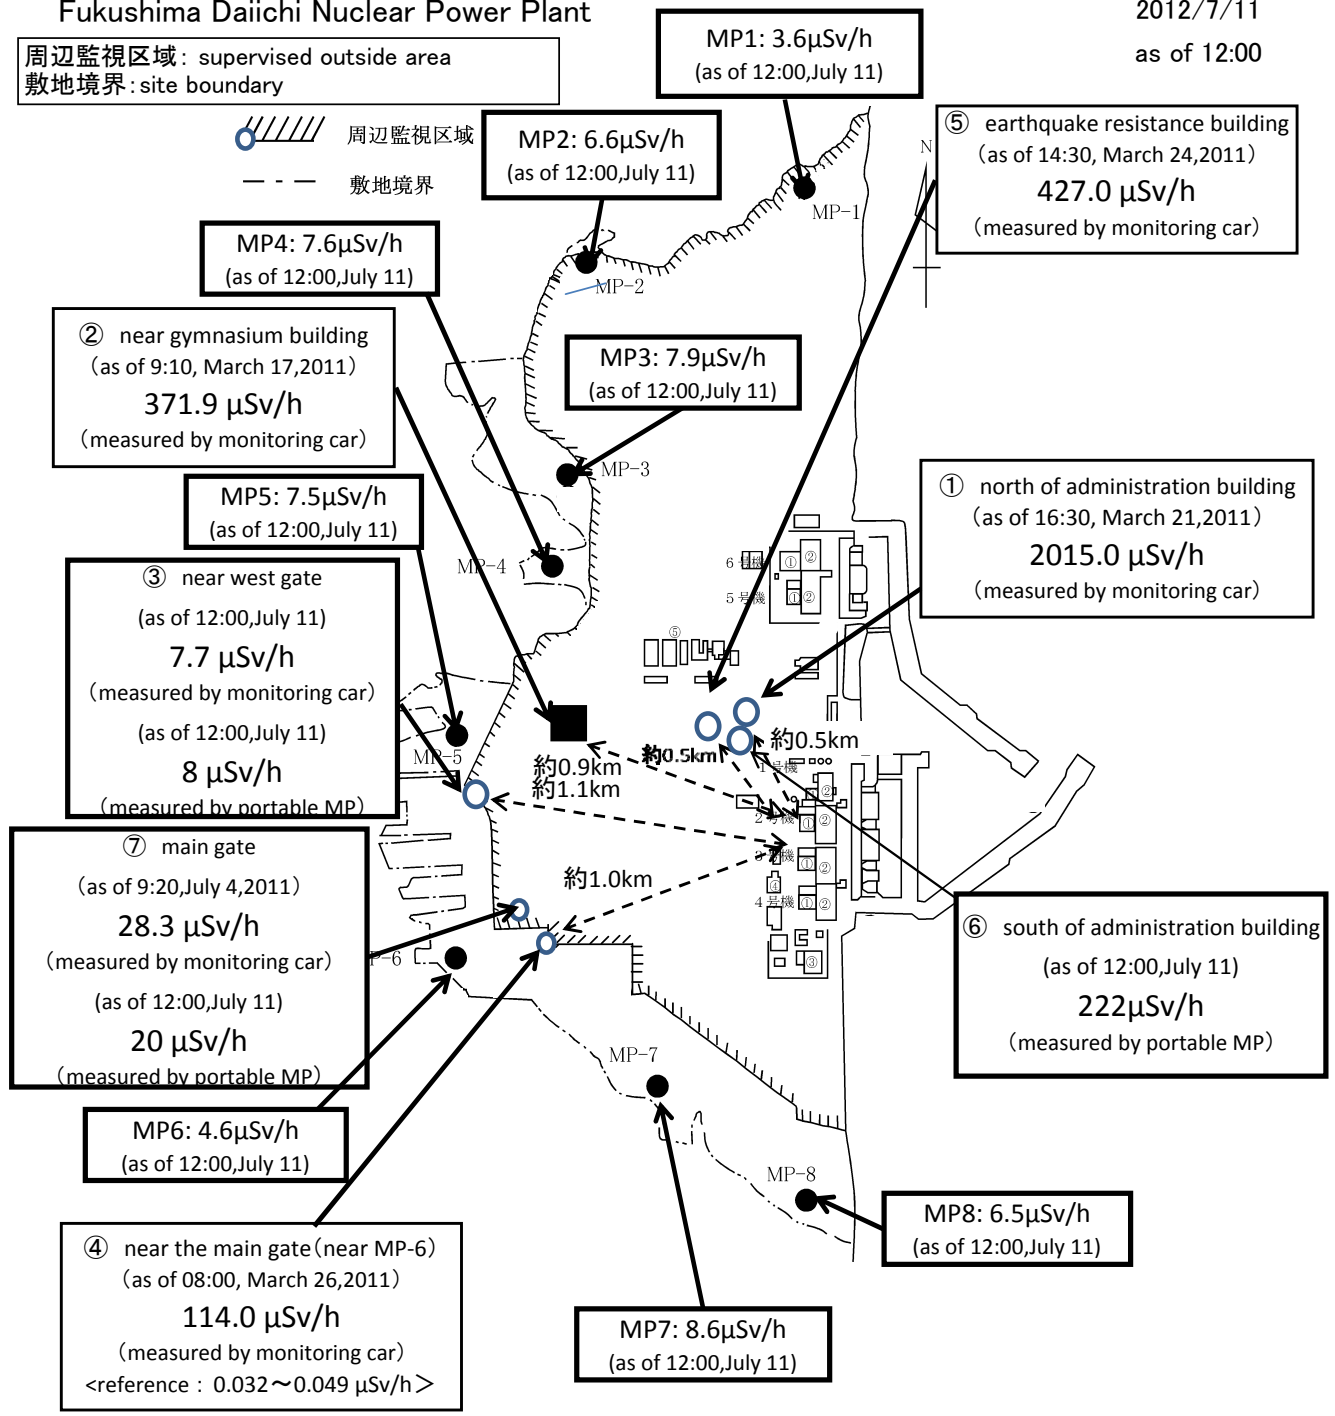 Fukushima Daiichi Nuclear Power Plant
2012/7/11
as of 12:00
周辺監視区域: supervised outside area
敷地境界:site boundary
周辺監視区域
敷地境界
MP1: 3.6μSv/h
(as of 12:00,July 11)
MP2: 6.6μSv/h
(as of 12:00,July 11)
⑤ earthquake resistance building
(as of 14:30, March 24,2011)
427.0 μSv/h
(measured by monitoring car)
N
MP-1
MP4: 7.6μSv/h
(as of 12:00,July 11)
MP-2
② near gymnasium building
(as of 9:10, March 17,2011)
371.9 μSv/h
(measured by monitoring car)
MP3: 7.9μSv/h
(as of 12:00,July 11)
MP-3
MP5: 7.5μSv/h
(as of 12:00,July 11)
① north of administration building
(as of 16:30, March 21,2011)
2015.0 μSv/h
(measured by monitoring car)
MP-4
6号機
① ②
5号機
① ②
③ near west gate
(as of 12:00,July 11)
7.7 μSv/h
(measured by monitoring car)
(as of 12:00,July 11)
8 μSv/h
(measured by portable MP)
⑤
MP-5
約0.9km
約1.1km
約0.5km
約0.5km
1号機
②
2号機
① ②
3号機
① ②
④
4号機
① ②
③
約1.0km
⑦ main gate
(as of 9:20,July 4,2011)
28.3 μSv/h
(measured by monitoring car)
(as of 12:00,July 11)
20 μSv/h
(measured by portable MP)
P-6
⑥ south of administration building
(as of 12:00,July 11)
222μSv/h
(measured by portable MP)
MP-7
MP6: 4.6μSv/h
(as of 12:00,July 11)
MP-8
MP8: 6.5μSv/h
(as of 12:00,July 11)
④ near the main gate(near MP-6)
(as of 08:00, March 26,2011)
114.0 μSv/h
(measured by monitoring car)
<reference : 0.032～0.049 μSv/h＞
MP7: 8.6μSv/h
(as of 12:00,July 11)